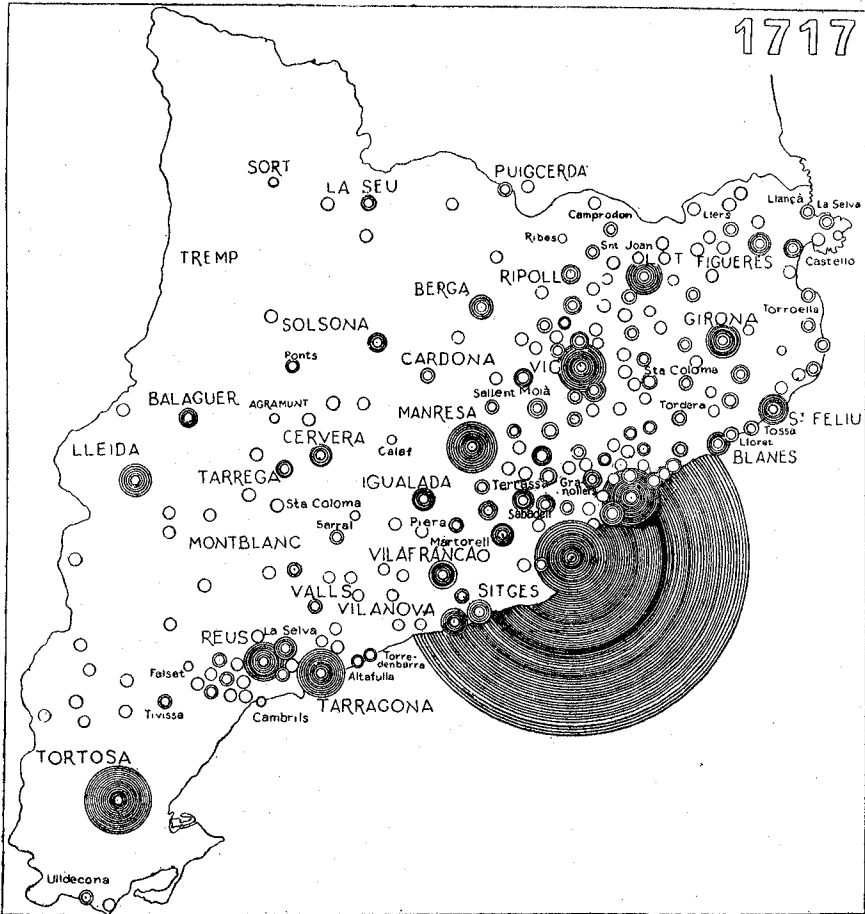 1717
SORT
LA SEU
PUIGCERDA
Camprodon
Llers
Llançà
La Selva
Ribes
Snt Joan
TREMP
RIPOLL
OLOT
FIGUERES
Castello
BERGA
Torroella
SOLSONA
GIRONA
Ponts
CARDONA
VIC
Sta Coloma
BALAGUER
AGRAMUNT
Sallent
Moià
Tordera
MANRESA
St FELIU
CERVERA
Calaf
Tossa
Lloret
LLEIDA
BLANES
TARREGA
IGUALADA
Terrassa
Granollers
Sta Coloma
Sabadell
Sarral
Piera
Martorell
MONTBLANC
VILAFRANCA
VALLS
VILANOVA
SITGES
REUS
La Selva
Falset
Torredenbarra
Altafulla
Tivissa
Cambrils
TARRAGONA
TORTOSA
Ulldecona